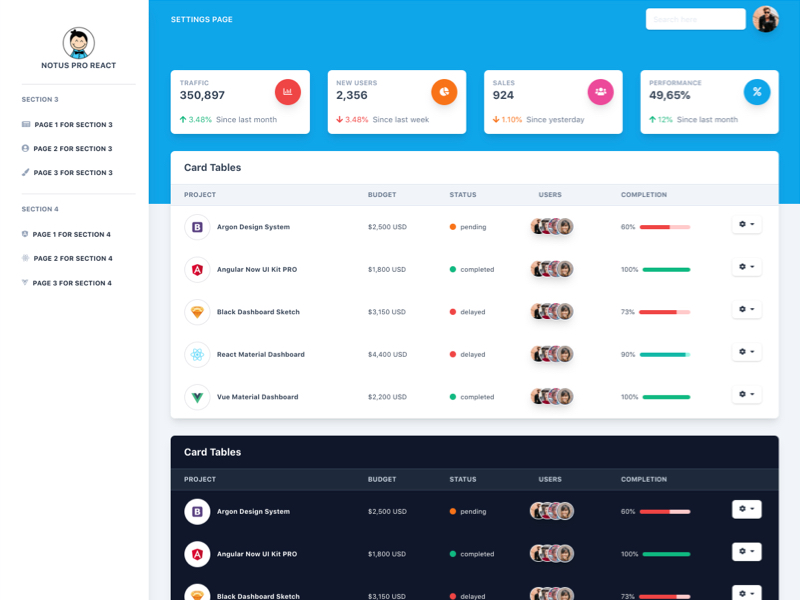 NOTUS PRO REACT
SECTION 3
PAGE 1 FOR SECTION 3
PAGE 2 FOR SECTION 3
PAGE 3 FOR SECTION 3
SECTION 4
PAGE 1 FOR SECTION 4
PAGE 2 FOR SECTION 4
PAGE 3 FOR SECTION 4
SETTINGS PAGE
Search here
TRAFFIC
350,897
3.48% Since last month
NEW USERS
2,356
3.48% Since last week
SALES
924
1.10% Since yesterday
PERFORMANCE
49,65%
12% Since last month
Card Tables
PROJECT BUDGET STATUS USERS COMPLETION
Argon Design System $2,500 USD pending 60%
Angular Now UI Kit PRO $1,800 USD completed 100%
Black Dashboard Sketch $3,150 USD delayed 73%
React Material Dashboard $4,400 USD delayed 90%
Vue Material Dashboard $2,200 USD completed 100%
Card Tables
PROJECT BUDGET STATUS USERS COMPLETION
Argon Design System $2,500 USD pending 60%
Angular Now UI Kit PRO $1,800 USD completed 100%
Black Dashboard Sketch $3,150 USD delayed 73%